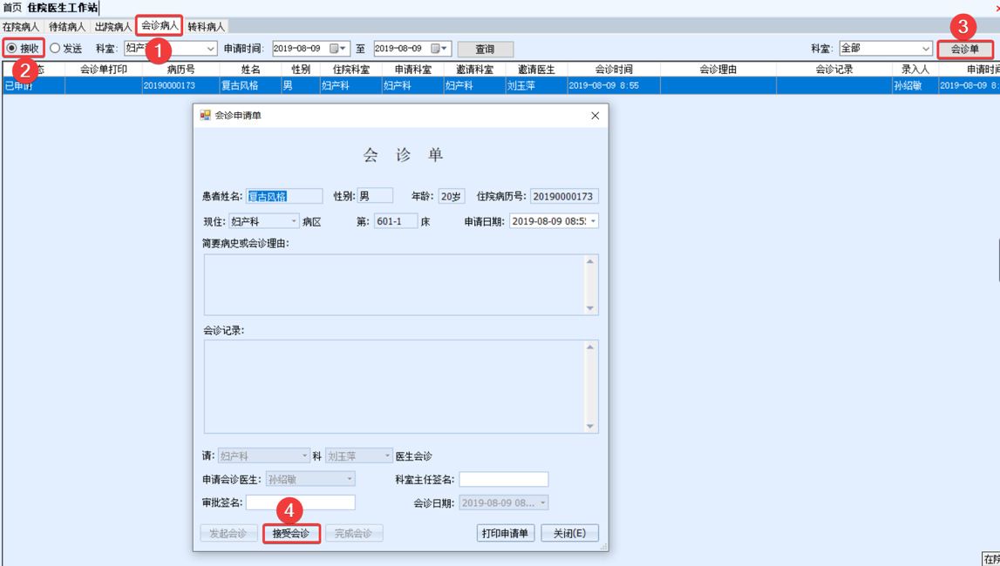 首页 住院医生工作站
在院病人 待结病人 出院病人 会诊病人 转科病人
接收 发送 科室: 妇产 申请时间: 2019-08-09 至 2019-08-09 查询 科室: 全部 会诊单
1
2
3
会诊单打印 病历号 姓名 性别 住院科室 申请科室 邀请科室 邀请医生 会诊时间 会诊理由 会诊记录 录入人 申请时间
已申请 20190000173 复古风格 男 妇产科 妇产科 妇产科 刘玉萍 2019-08-09 8:55 孙绍敏 2019-08-09 8:
会诊申请单
会 诊 单
患者姓名: 复古风格 性别: 男 年龄: 20岁 住院病历号: 20190000173
现住: 妇产科 病区 第: 601-1 床 申请日期: 2019-08-09 08:5
简要病史或会诊理由:
会诊记录:
请: 妇产科 科 刘玉萍 医生会诊
申请会诊医生: 孙绍敏 科室主任签名:
审批签名: 会诊日期: 2019-08-09 08...
4
发起会诊 接受会诊 完成会诊 打印申请单 关闭(E)